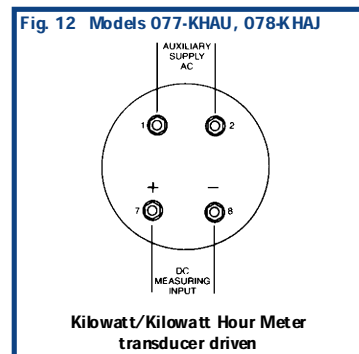 Fig. 12 Models 077-KHAU, 078-KHAJ
AUXILIARY
SUPPLY
AC
1 2
+ −
7 8
DC
MEASURING
INPUT
Kilowatt/Kilowatt Hour Meter
transducer driven